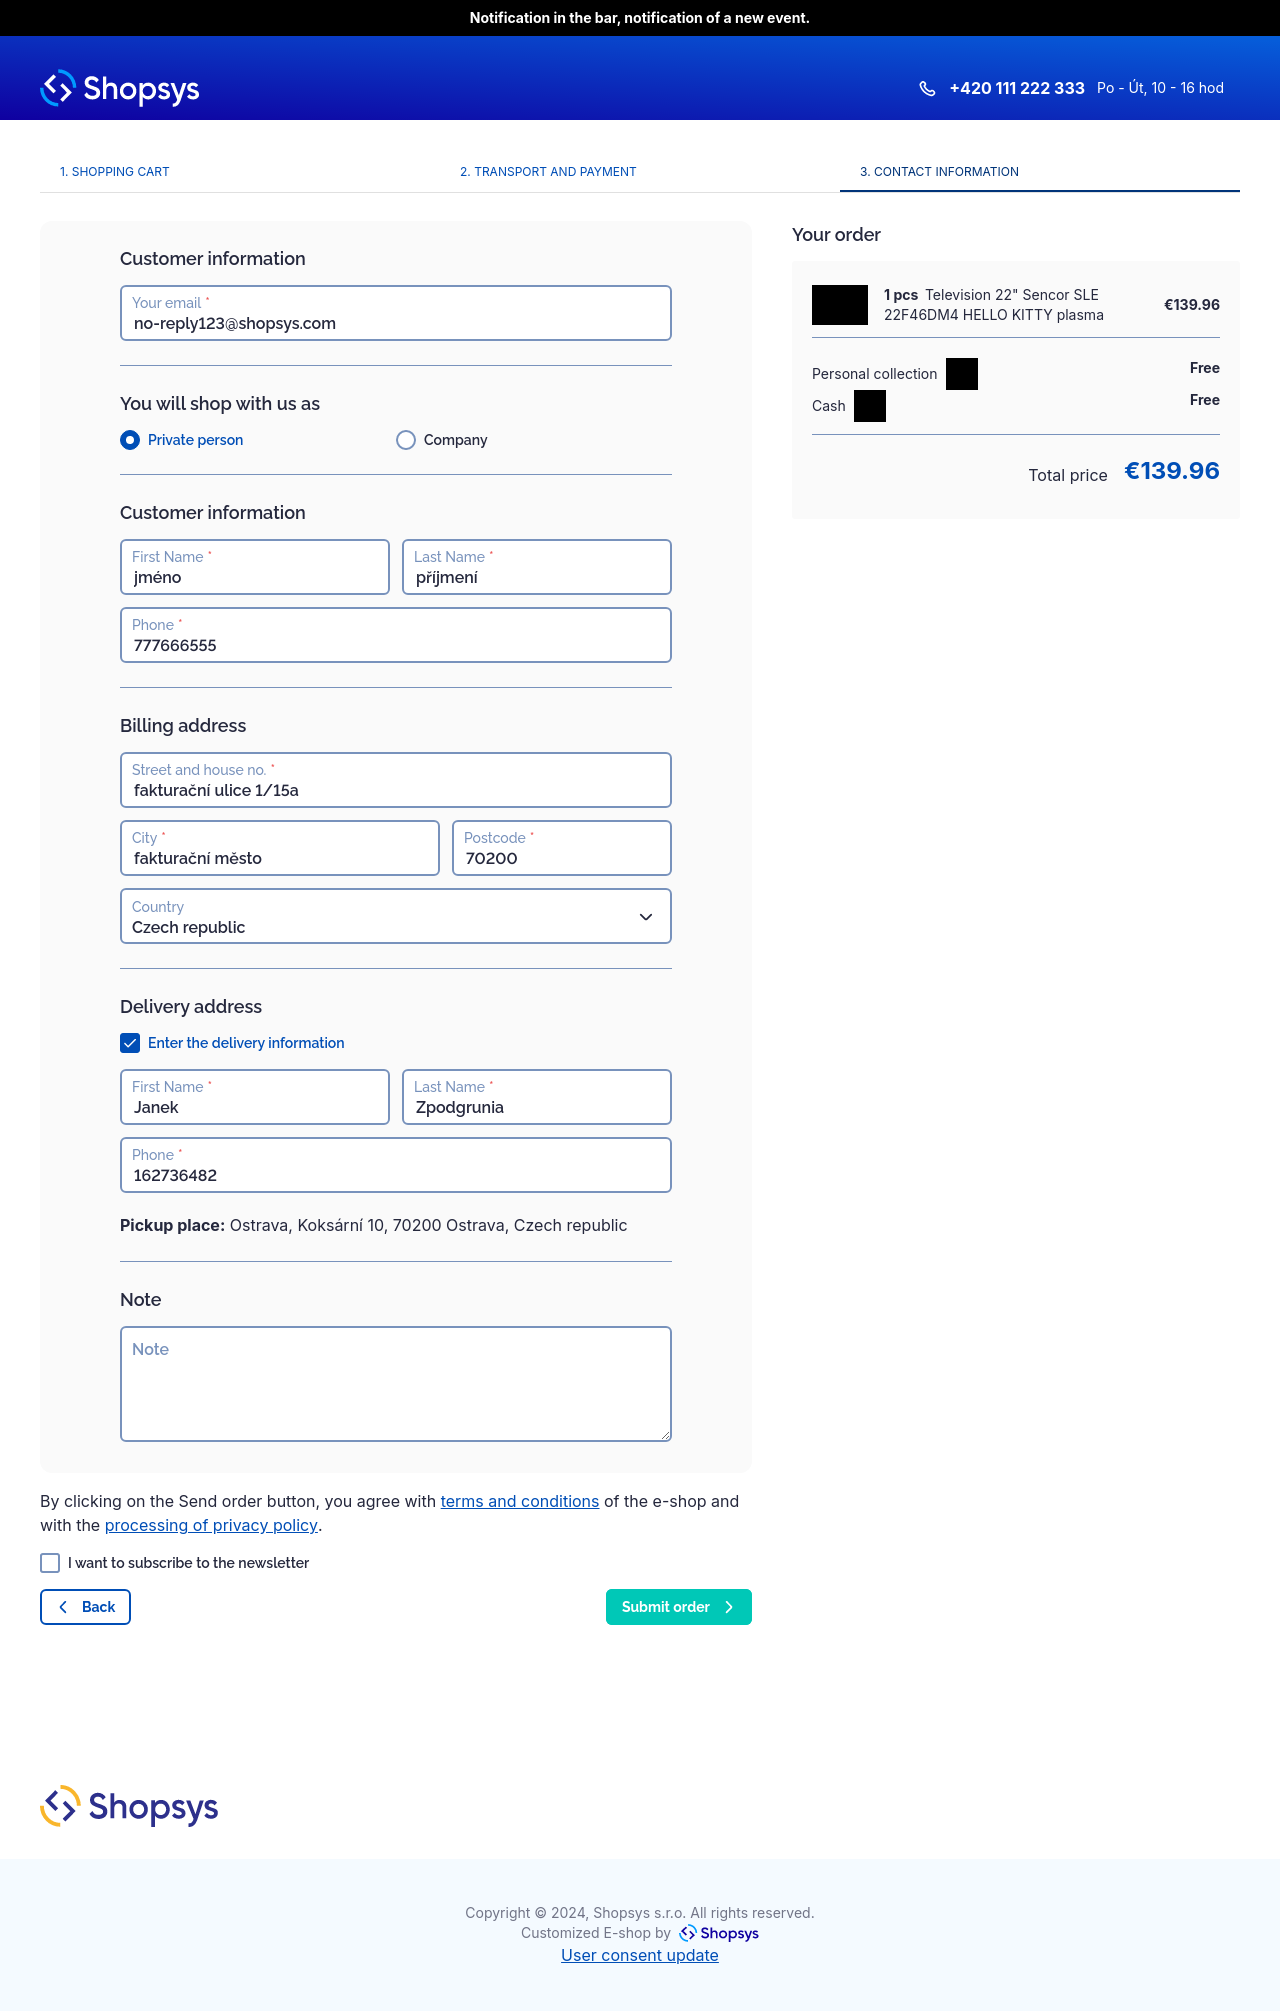 Notification in the bar, notification of a new event.
Shopsys
+420 111 222 333 Po - Út, 10 - 16 hod
1. SHOPPING CART
2. TRANSPORT AND PAYMENT
3. CONTACT INFORMATION
Customer information
Your email *
no-reply123@shopsys.com
You will shop with us as
Private person
Company
Customer information
First Name *
jméno
Last Name *
příjmení
Phone *
777666555
Billing address
Street and house no. *
fakturační ulice 1/15a
City *
fakturační město
Postcode *
70200
Country
Czech republic
Delivery address
Enter the delivery information
First Name *
Janek
Last Name *
Zpodgrunia
Phone *
162736482
Pickup place: Ostrava, Koksární 10, 70200 Ostrava, Czech republic
Note
Note
Your order
1 pcs Television 22" Sencor SLE
22F46DM4 HELLO KITTY plasma
€139.96
Personal collection
Free
Cash
Free
Total price €139.96
By clicking on the Send order button, you agree with terms and conditions of the e-shop and
with the processing of privacy policy.
I want to subscribe to the newsletter
Back
Submit order
Shopsys
Copyright © 2024, Shopsys s.r.o. All rights reserved.
Customized E-shop by Shopsys
User consent update